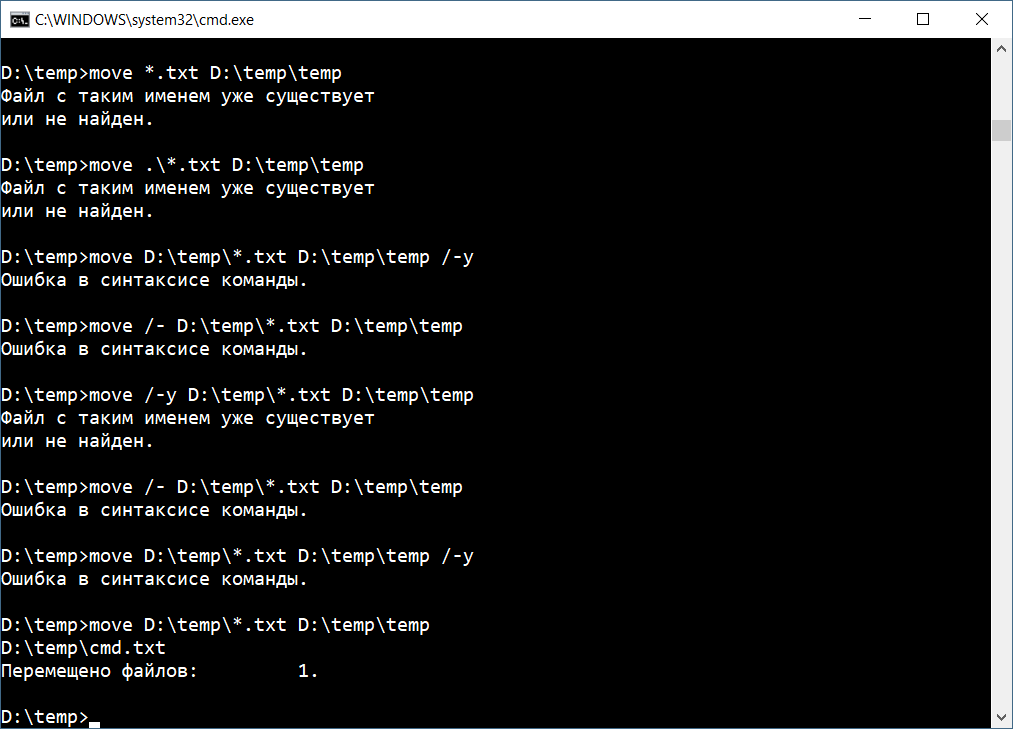 C:\WINDOWS\system32\cmd.exe
D:\temp>move *.txt D:\temp\temp
Файл с таким именем уже существует
или не найден.
D:\temp>move .\*.txt D:\temp\temp
Файл с таким именем уже существует
или не найден.
D:\temp>move D:\temp\*.txt D:\temp\temp /-y
Ошибка в синтаксисе команды.
D:\temp>move /- D:\temp\*.txt D:\temp\temp
Ошибка в синтаксисе команды.
D:\temp>move /-y D:\temp\*.txt D:\temp\temp
Файл с таким именем уже существует
или не найден.
D:\temp>move /- D:\temp\*.txt D:\temp\temp
Ошибка в синтаксисе команды.
D:\temp>move D:\temp\*.txt D:\temp\temp /-y
Ошибка в синтаксисе команды.
D:\temp>move D:\temp\*.txt D:\temp\temp
D:\temp\cmd.txt
Перемещено файлов:         1.
D:\temp>